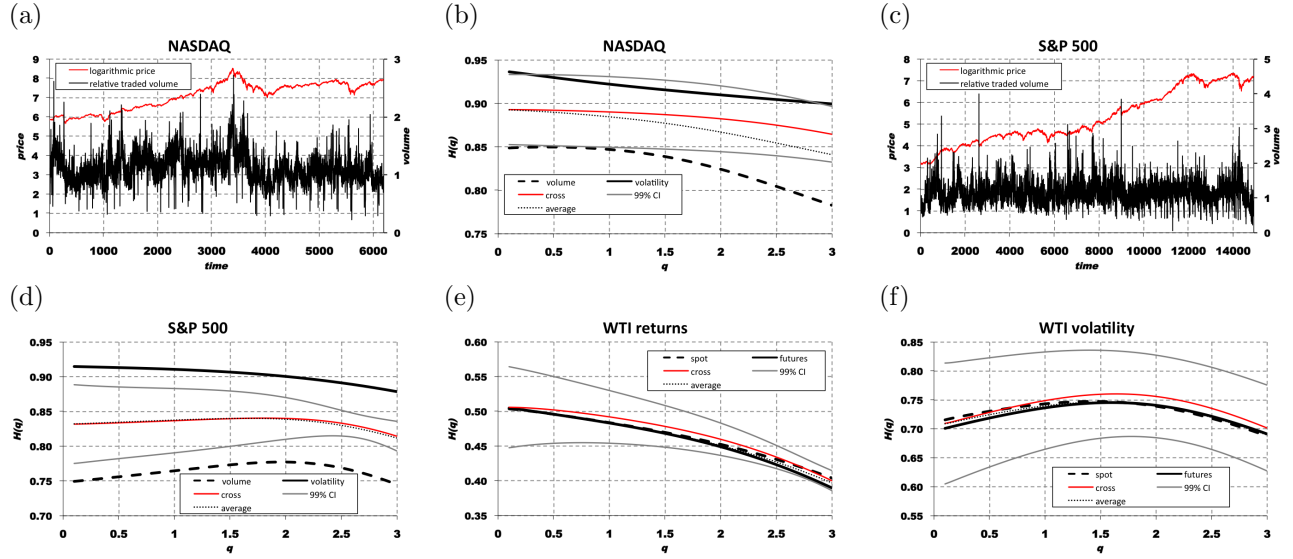 (a)
NASDAQ
9
8
7
6
5
4
3
2
1
0
price
3
2
1
0
volume
logarithmic price
relative traded volume
0 1000 2000 3000 4000 5000 6000
time
(b)
NASDAQ
0.95
0.90
0.85
0.80
0.75
H(q)
volume volatility
cross 99% CI
average
0 0.5 1 1.5 2 2.5 3
q
(c)
S&P 500
8
7
6
5
4
3
2
1
0
price
5
4
3
2
1
0
volume
logarithmic price
relative traded volume
0 2000 4000 6000 8000 10000 12000 14000
time
(d)
S&P 500
0.95
0.90
0.85
0.80
0.75
0.70
H(q)
volume volatility
cross 99% CI
average
0 0.5 1 1.5 2 2.5 3
q
(e)
WTI returns
0.60
0.55
0.50
0.45
0.40
0.35
H(q)
spot futures
cross 99% CI
average
0 0.5 1 1.5 2 2.5 3
q
(f)
WTI volatility
0.85
0.80
0.75
0.70
0.65
0.60
0.55
H(q)
spot futures
cross 99% CI
average
0 0.5 1 1.5 2 2.5 3
q